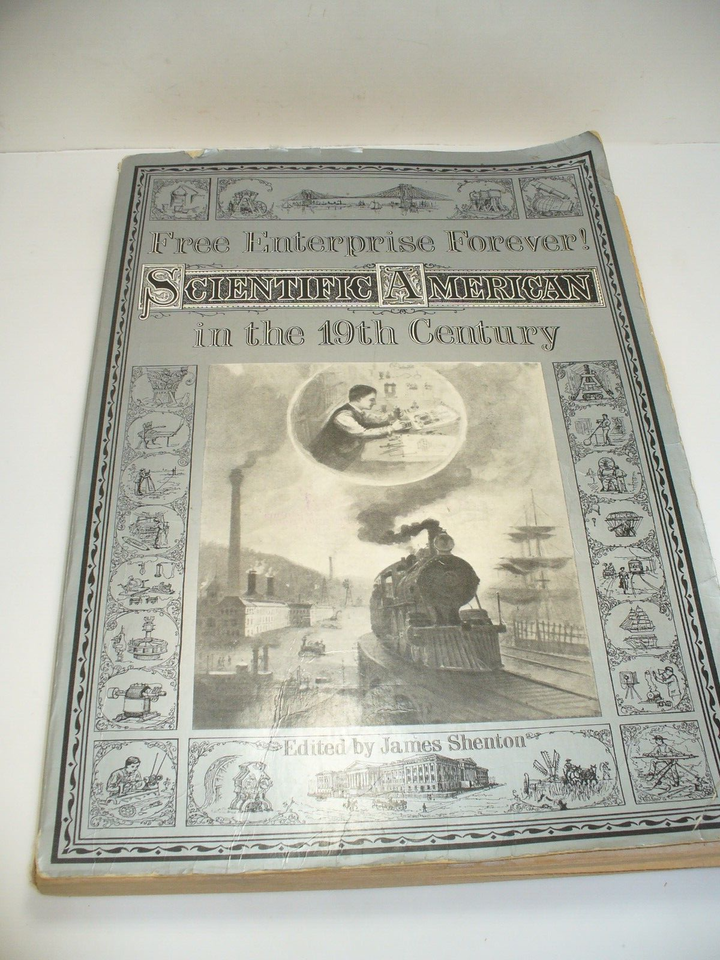 Free Enterprise Forever!
SCIENTIFIC AMERICAN
in the 19th Century
Edited by James Shenton